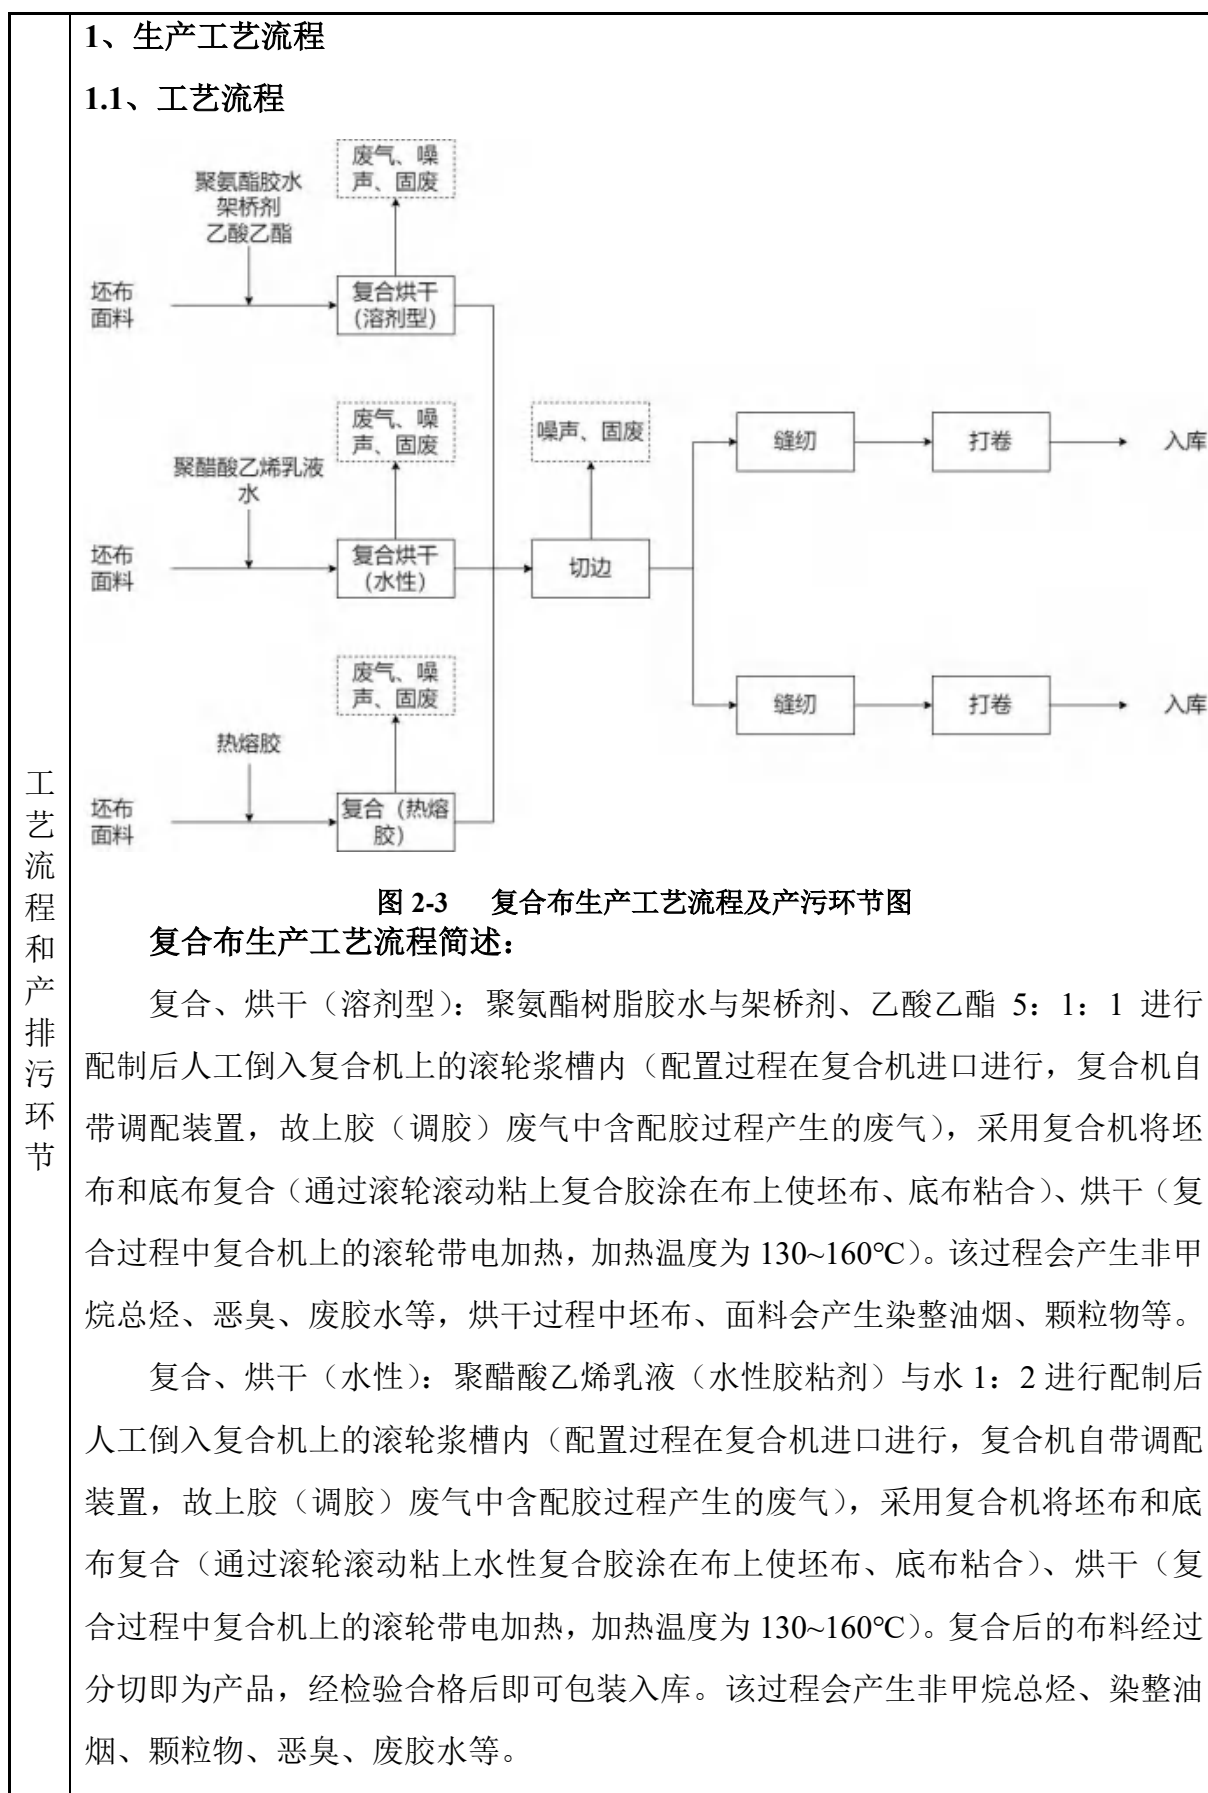 1、生产工艺流程
1.1、工艺流程
废气、噪
声、固废
聚氨酯胶水
架桥剂
乙酸乙酯
坯布
面料
复合烘干
(溶剂型)
废气、噪
声、固废
噪声、固废
缝纫
打卷
入库
聚醋酸乙烯乳液
水
坯布
面料
复合烘干
(水性)
切边
废气、噪
声、固废
缝纫
打卷
入库
热熔胶
坯布
面料
复合（热熔
胶）
图 2-3 复合布生产工艺流程及产污环节图
工
艺
流
程
和
产
排
污
环
节
复合布生产工艺流程简述：
复合、烘干（溶剂型）：聚氨酯树脂胶水与架桥剂、乙酸乙酯 5：1：1 进行
配制后人工倒入复合机上的滚轮浆槽内（配置过程在复合机进口进行，复合机自
带调配装置，故上胶（调胶）废气中含配胶过程产生的废气），采用复合机将坯
布和底布复合（通过滚轮滚动粘上复合胶涂在布上使坯布、底布粘合）、烘干（复
合过程中复合机上的滚轮带电加热，加热温度为 130~160℃）。该过程会产生非甲
烷总烃、恶臭、废胶水等，烘干过程中坯布、面料会产生染整油烟、颗粒物等。
复合、烘干（水性）：聚醋酸乙烯乳液（水性胶粘剂）与水 1：2 进行配制后
人工倒入复合机上的滚轮浆槽内（配置过程在复合机进口进行，复合机自带调配
装置，故上胶（调胶）废气中含配胶过程产生的废气），采用复合机将坯布和底
布复合（通过滚轮滚动粘上水性复合胶涂在布上使坯布、底布粘合）、烘干（复
合过程中复合机上的滚轮带电加热，加热温度为 130~160℃）。复合后的布料经过
分切即为产品，经检验合格后即可包装入库。该过程会产生非甲烷总烃、染整油
烟、颗粒物、恶臭、废胶水等。